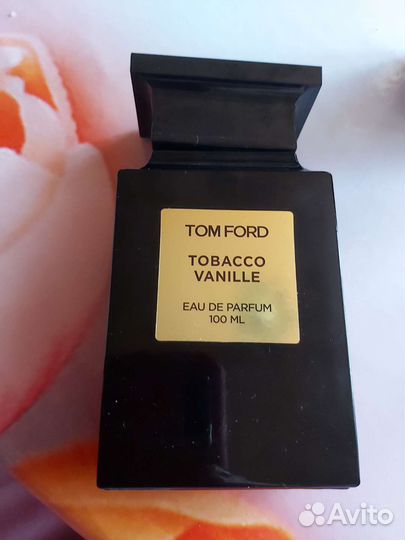 TOM FORD
TOBACCO
VANILLE
EAU DE PARFUM
100 ML
Avito